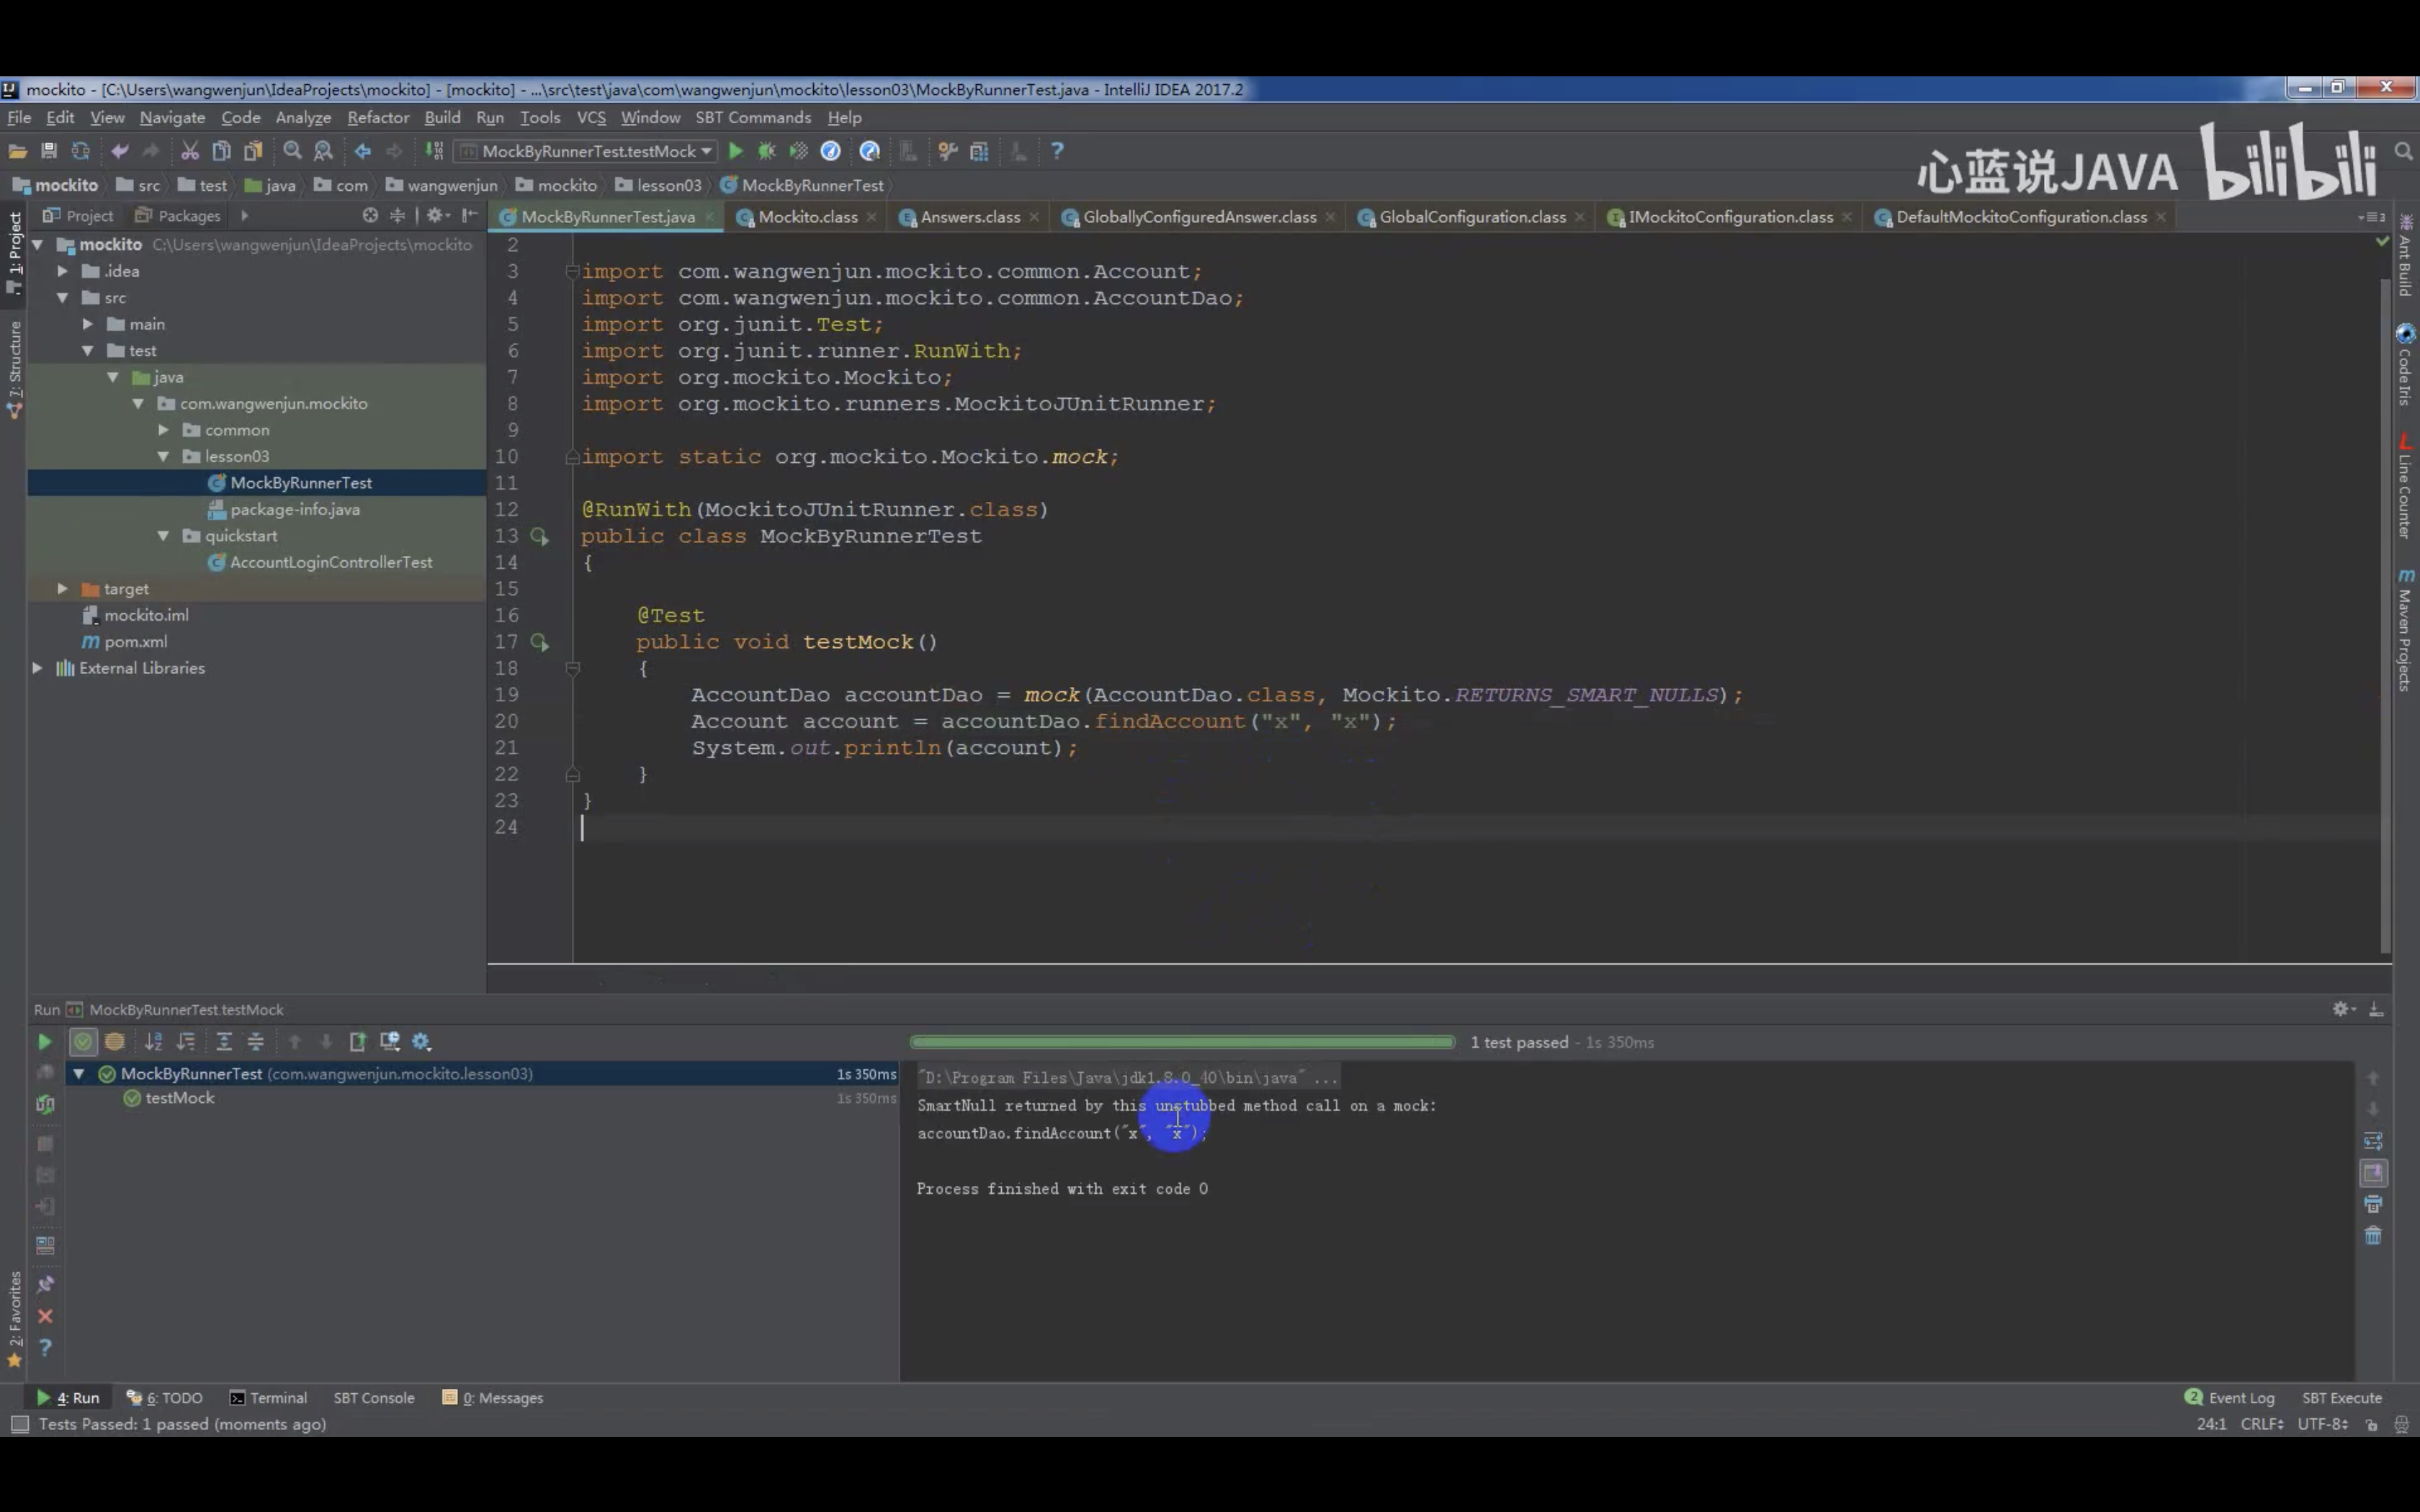 mockito - [C:\Users\wangwenjun\IdeaProjects\mockito] - [mockito] - ...\src\test\java\com\wangwenjun\mockito\lesson03\MockByRunnerTest.java - IntelliJ IDEA 2017.2
File Edit View Navigate Code Analyze Refactor Build Run Tools VCS Window SBT Commands Help
MockByRunnerTest.testMock
心蓝说JAVA bilibili
mockito src test java com wangwenjun mockito lesson03 MockByRunnerTest
Project Packages
MockByRunnerTest.java Mockito.class Answers.class GloballyConfiguredAnswer.class GlobalConfiguration.class IMockitoConfiguration.class DefaultMockitoConfiguration.class
1: Project
7: Structure
2: Favorites
mockito C:\Users\wangwenjun\IdeaProjects\mockito
.idea
src
main
test
java
com.wangwenjun.mockito
common
lesson03
MockByRunnerTest
package-info.java
quickstart
AccountLoginControllerTest
target
mockito.iml
pom.xml
External Libraries
2
3 import com.wangwenjun.mockito.common.Account;
4 import com.wangwenjun.mockito.common.AccountDao;
5 import org.junit.Test;
6 import org.junit.runner.RunWith;
7 import org.mockito.Mockito;
8 import org.mockito.runners.MockitoJUnitRunner;
9
10 import static org.mockito.Mockito.mock;
11
12 @RunWith(MockitoJUnitRunner.class)
13 public class MockByRunnerTest
14 {
15
16 @Test
17 public void testMock()
18 {
19 AccountDao accountDao = mock(AccountDao.class, Mockito.RETURNS_SMART_NULLS);
20 Account account = accountDao.findAccount("x", "x");
21 System.out.println(account);
22 }
23 }
24
Ant Build
Code Iris
Line Counter
Maven Projects
Run MockByRunnerTest.testMock
1 test passed - 1s 350ms
MockByRunnerTest (com.wangwenjun.mockito.lesson03) 1s 350ms
testMock 1s 350ms
"D:\Program Files\Java\jdk1.8.0_40\bin\java" ...
SmartNull returned by this unstubbed method call on a mock:
accountDao.findAccount("x", "x");
Process finished with exit code 0
4: Run 6: TODO Terminal SBT Console 0: Messages 2 Event Log SBT Execute
Tests Passed: 1 passed (moments ago) 24:1 CRLF UTF-8